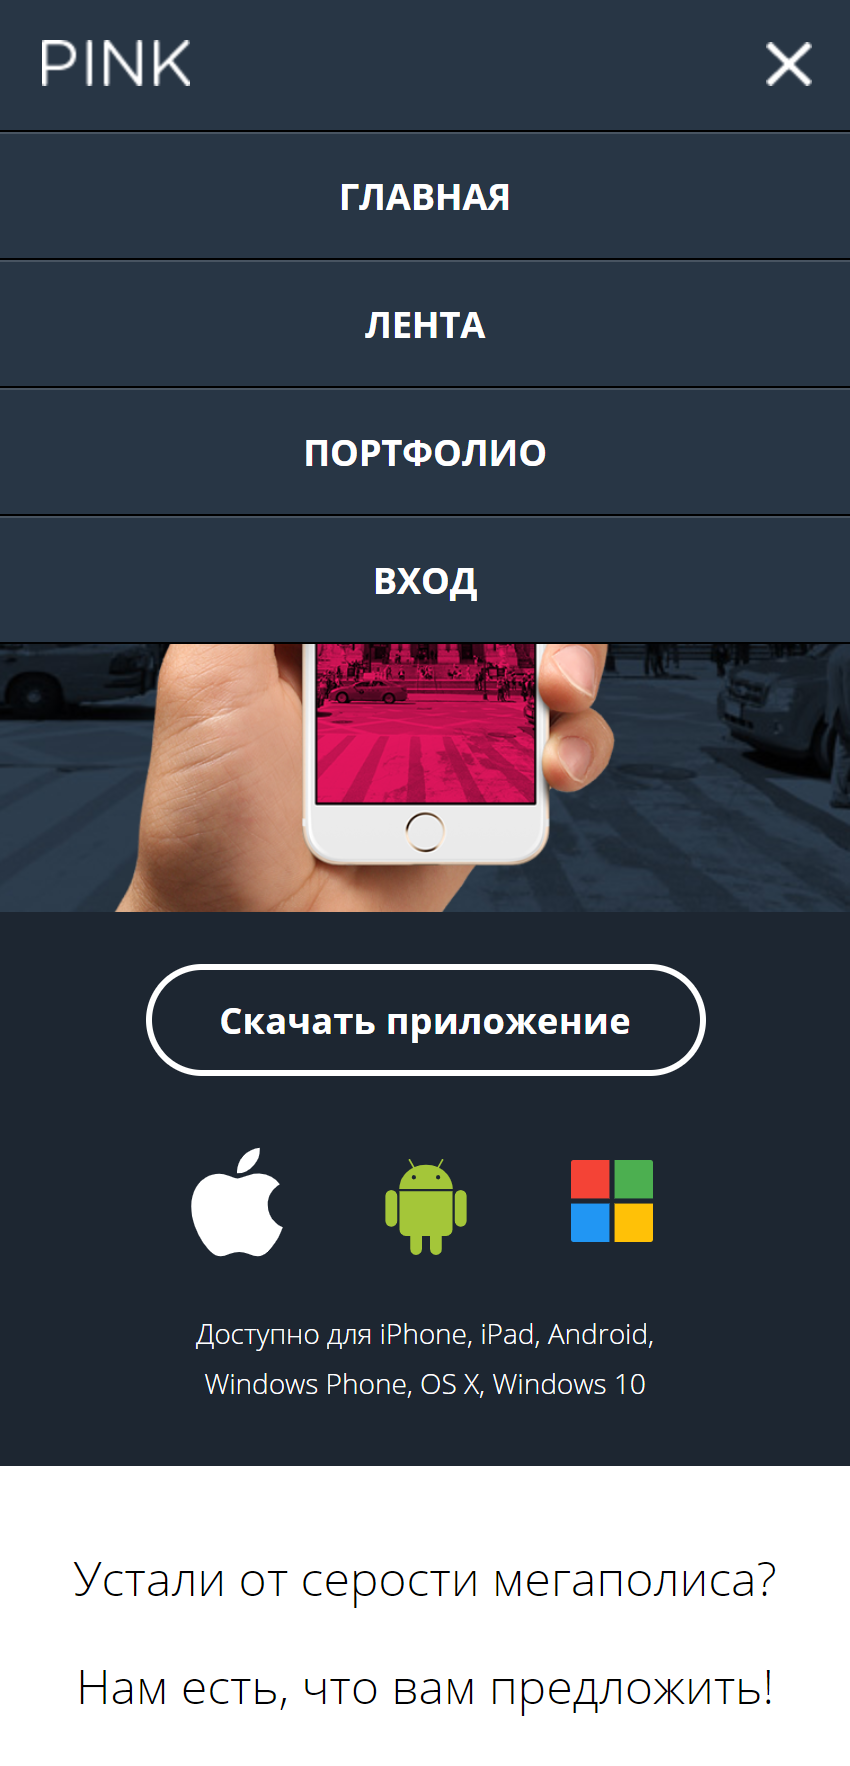 PINK
ГЛАВНАЯ
ЛЕНТА
ПОРТФОЛИО
ВХОД
Скачать приложение
Доступно для iPhone, iPad, Android,
Windows Phone, OS X, Windows 10
Устали от серости мегаполиса?
Нам есть, что вам предложить!